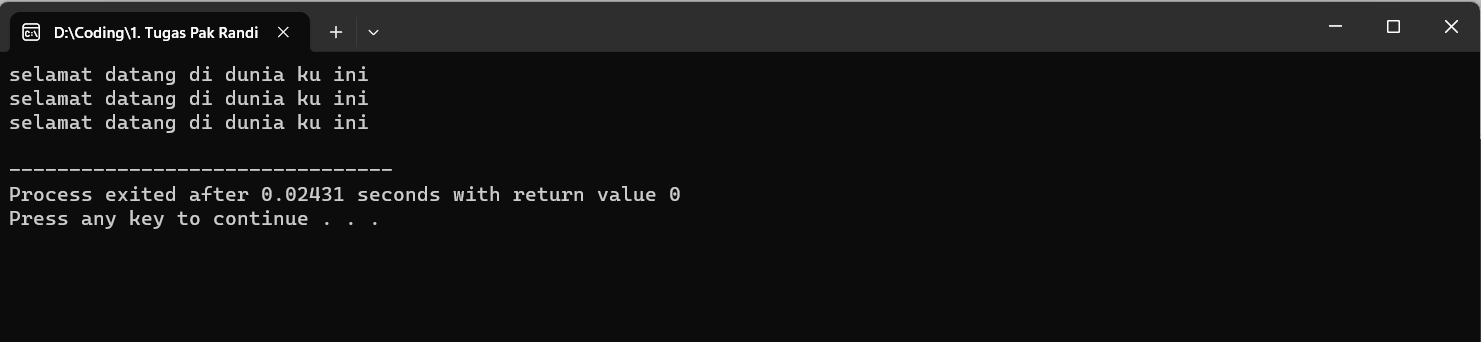 D:\Coding\1. Tugas Pak Randi
selamat datang di dunia ku ini
selamat datang di dunia ku ini
selamat datang di dunia ku ini
--------------------------------
Process exited after 0.02431 seconds with return value 0
Press any key to continue . . .